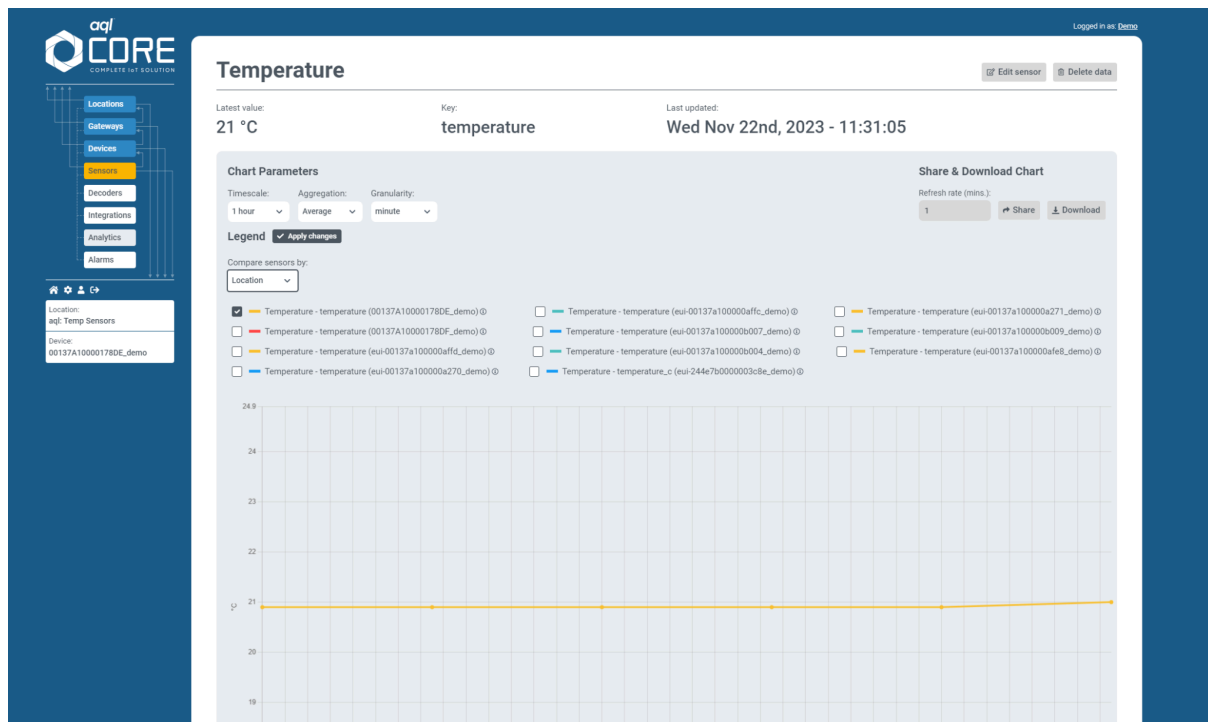 aql
CORE
COMPLETE IoT SOLUTION
Logged in as: Demo
Locations
Gateways
Devices
Sensors
Decoders
Integrations
Analytics
Alarms
Location:
aql: Temp Sensors
Device:
00137A10000178DE_demo
Temperature
Edit sensor
Delete data
Latest value:
21 °C
Key:
temperature
Last updated:
Wed Nov 22nd, 2023 - 11:31:05
Chart Parameters
Timescale:
1 hour
Aggregation:
Average
Granularity:
minute
Share & Download Chart
Refresh rate (mins.):
1
Share
Download
Legend
Apply changes
Compare sensors by:
Location
Temperature - temperature (00137A10000178DE_demo)
Temperature - temperature (eui-00137a100000affc_demo)
Temperature - temperature (eui-00137a100000a271_demo)
Temperature - temperature (00137A10000178DF_demo)
Temperature - temperature (eui-00137a100000b007_demo)
Temperature - temperature (eui-00137a100000b009_demo)
Temperature - temperature (eui-00137a100000affd_demo)
Temperature - temperature (eui-00137a100000b004_demo)
Temperature - temperature (eui-00137a100000afe8_demo)
Temperature - temperature (eui-00137a100000a270_demo)
Temperature - temperature_c (eui-244e7b0000003c8e_demo)
24.9
24
23
22
21
20
19
°C